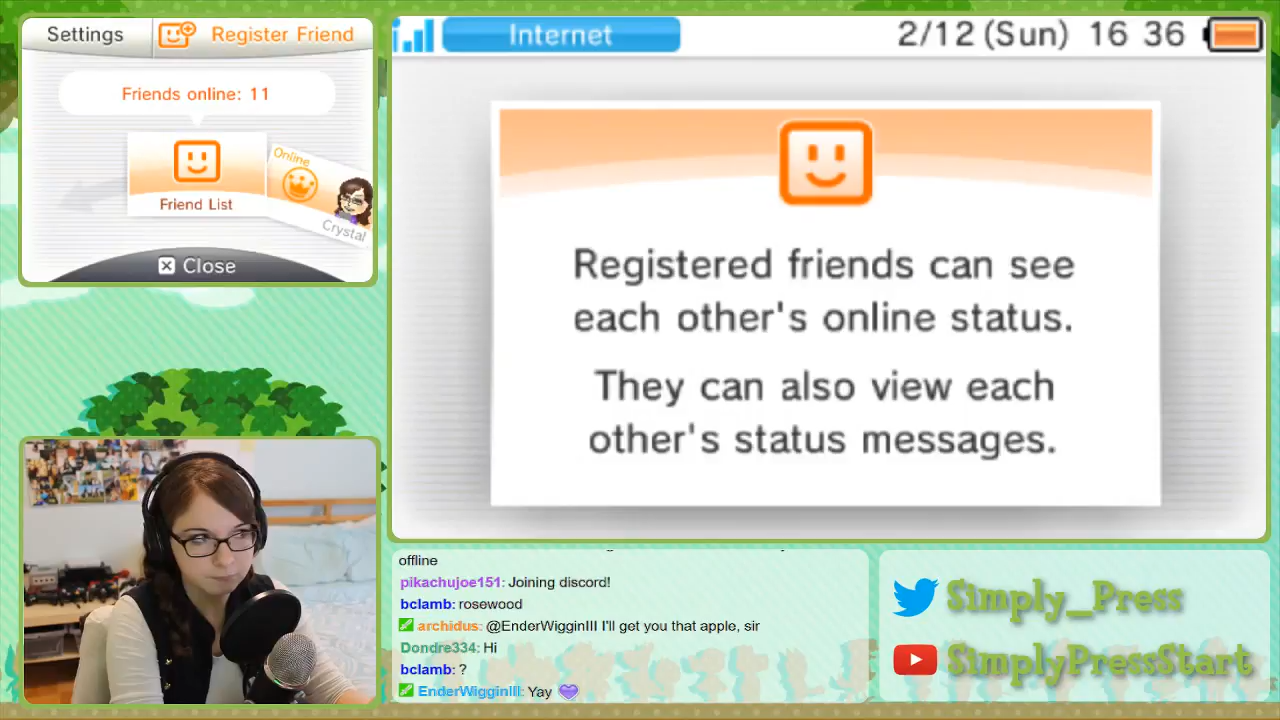 Settings
Register Friend
Friends online: 11
Friend List
Online
Crystal
Close
Internet
2/12 (Sun) 16 36
Registered friends can see
each other's online status.
They can also view each
other's status messages.
offline
pikachujoe151: Joining discord!
bclamb: rosewood
archidus: @EnderWigginIII I'll get you that apple, sir
Dondre334: Hi
bclamb: ?
EnderWigginIII: Yay
Simply_Press
SimplyPressStart